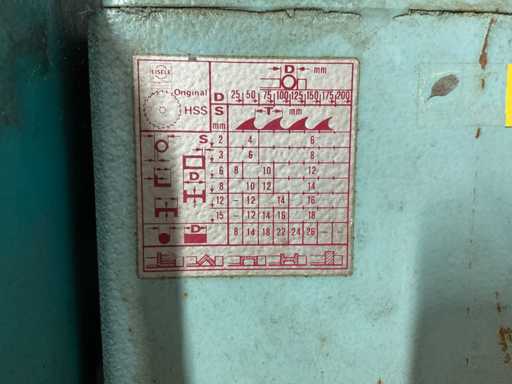 EISELE
D mm
Original
HSS
D 25 50 75 100 125 150 175 200
S
mm
T mm
S 2 4 6
3 6 8
D 6 8 10 12
8 10 12 14
12 - 12 14 16
15 - 12 14 16 18
D 8 14 18 22 24 26 - -